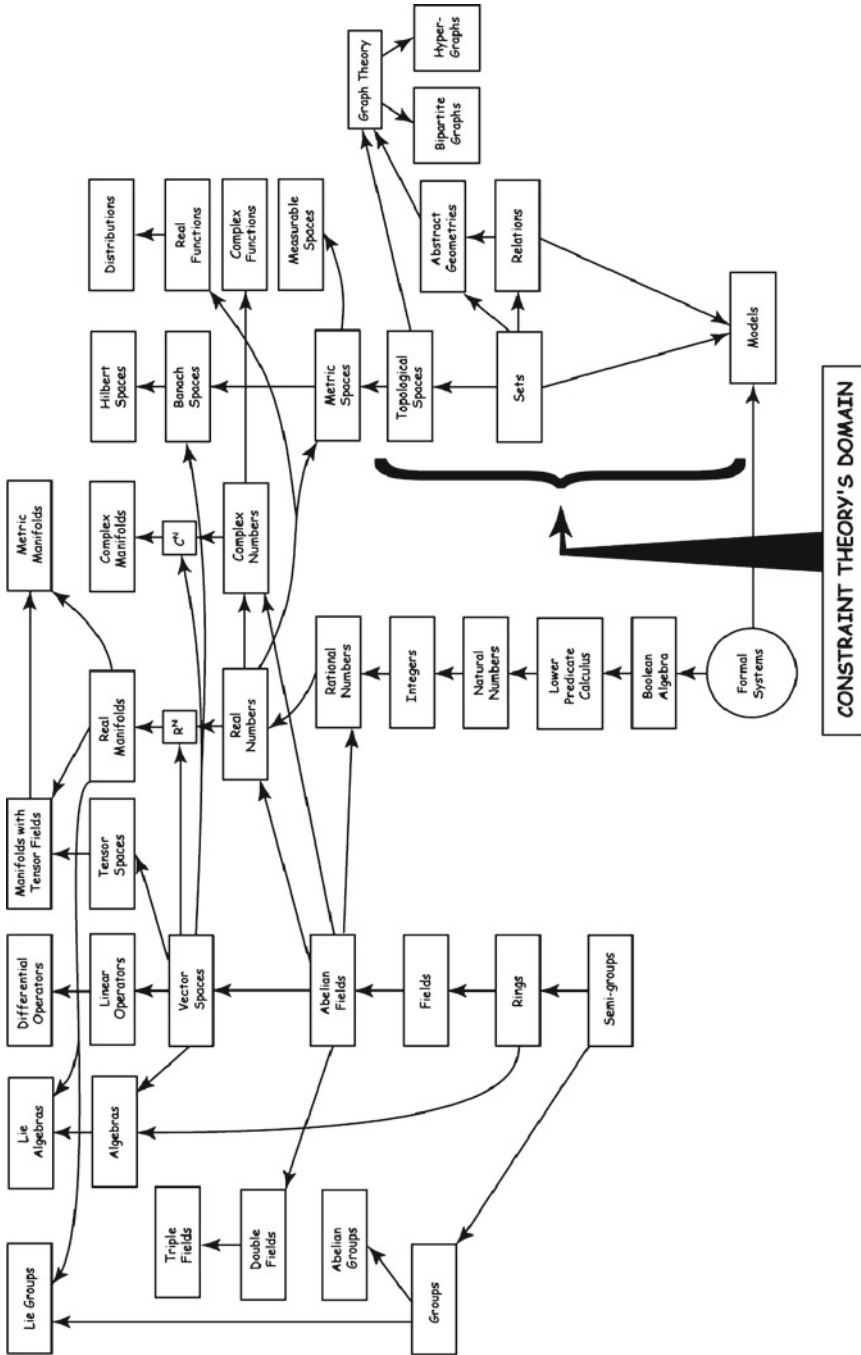 Lie Groups
Lie
Algebras
Differential
Operators
Manifolds with
Tensor Fields
Metric
Manifolds
Algebras
Linear
Operators
Tensor
Spaces
Real
Manifolds
Complex
Manifolds
Hilbert
Spaces
Distributions
Triple
Fields
Vector
Spaces
Rᴺ
Cᴺ
Banach
Spaces
Real
Functions
Double
Fields
Real
Numbers
Complex
Numbers
Complex
Functions
Abelian
Groups
Abelian
Fields
Rational
Numbers
Metric
Spaces
Measurable
Spaces
Graph Theory
Groups
Fields
Integers
Topological
Spaces
Abstract
Geometries
Bipartite
Graphs
Hyper-
Graphs
Rings
Natural
Numbers
Sets
Relations
Semi-groups
Lower
Predicate
Calculus
Boolean
Algebra
Formal
Systems
Models
CONSTRAINT THEORY'S DOMAIN